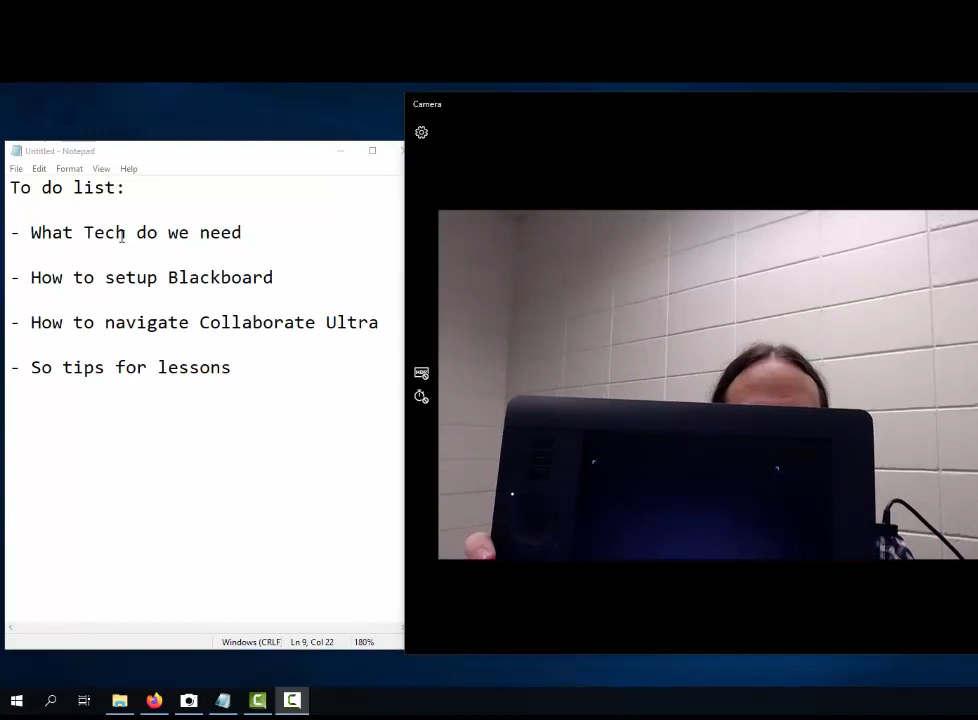 Camera
Untitled - Notepad
File Edit Format View Help
To do list:
- What Tech do we need
- How to setup Blackboard
- How to navigate Collaborate Ultra
- So tips for lessons
Windows (CRLF
Ln 9, Col 22
180%